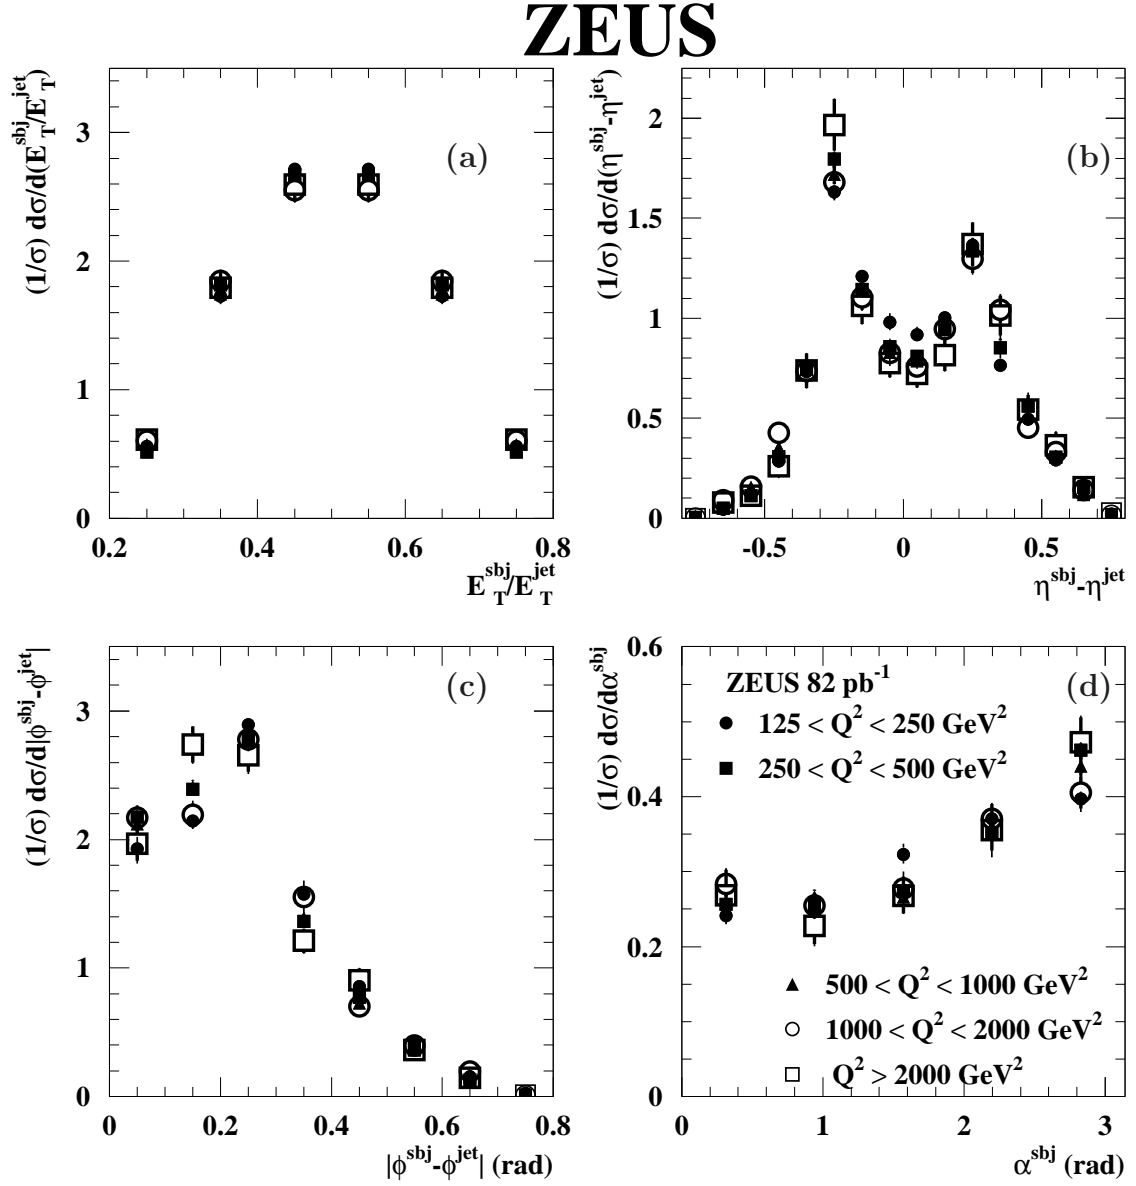 ZEUS
(1/σ) dσ/d(E_T^sbj/E_T^jet)
(a)
3
2
1
0
0.2 0.4 0.6 0.8
E_T^sbj/E_T^jet
(1/σ) dσ/d(η^sbj-η^jet)
(b)
2
1.5
1
0.5
0
-0.5 0 0.5
η^sbj-η^jet
(1/σ) dσ/d|ϕ^sbj-ϕ^jet|
(c)
3
2
1
0
0 0.2 0.4 0.6 0.8
|ϕ^sbj-ϕ^jet| (rad)
(1/σ) dσ/dα^sbj
(d)
0.6
0.4
0.2
0
ZEUS 82 pb^-1
125 < Q^2 < 250 GeV^2
250 < Q^2 < 500 GeV^2
500 < Q^2 < 1000 GeV^2
1000 < Q^2 < 2000 GeV^2
Q^2 > 2000 GeV^2
0 1 2 3
α^sbj (rad)